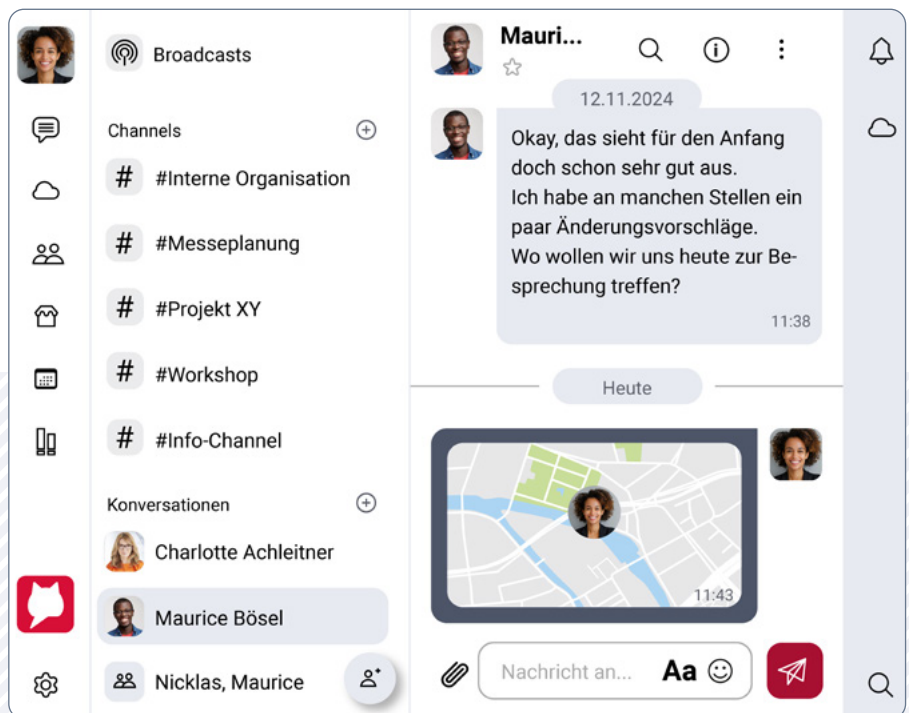 Broadcasts
Channels
# #Interne Organisation
# #Messeplanung
# #Projekt XY
# #Workshop
# #Info-Channel
Konversationen
Charlotte Achleitner
Maurice Bösel
Nicklas, Maurice
Mauri...
12.11.2024
Okay, das sieht für den Anfang
doch schon sehr gut aus.
Ich habe an manchen Stellen ein
paar Änderungsvorschläge.
Wo wollen wir uns heute zur Be-
sprechung treffen?
11:38
Heute
11:43
Nachricht an... Aa